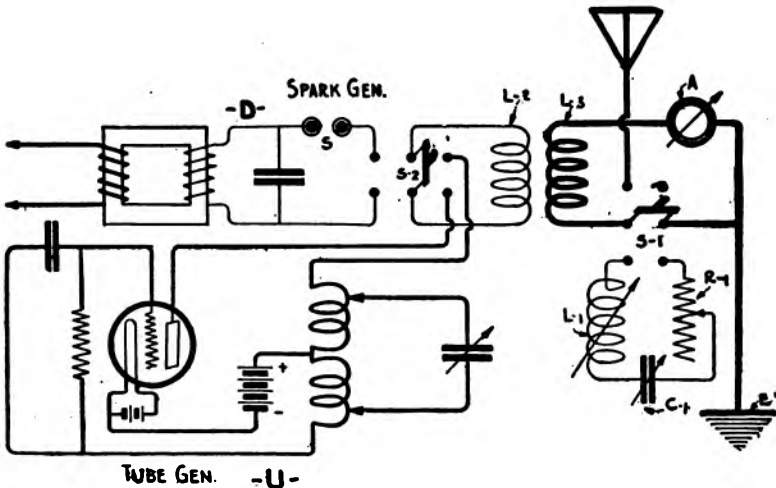 SPARK GEN.
-D-
S
S-2
L-2
L-3
A
S-1
L-1
R-1
C-1
+
-
TUBE GEN. -U-